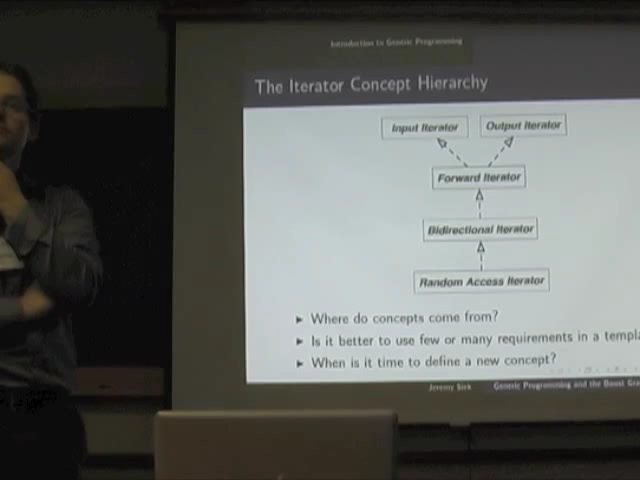 Introduction to Generic Programming
The Iterator Concept Hierarchy
Input Iterator
Output Iterator
Forward Iterator
Bidirectional Iterator
Random Access Iterator
Where do concepts come from?
Is it better to use few or many requirements in a templa
When is it time to define a new concept?
Jeremy Siek
Generic Programming and the Boost Gra